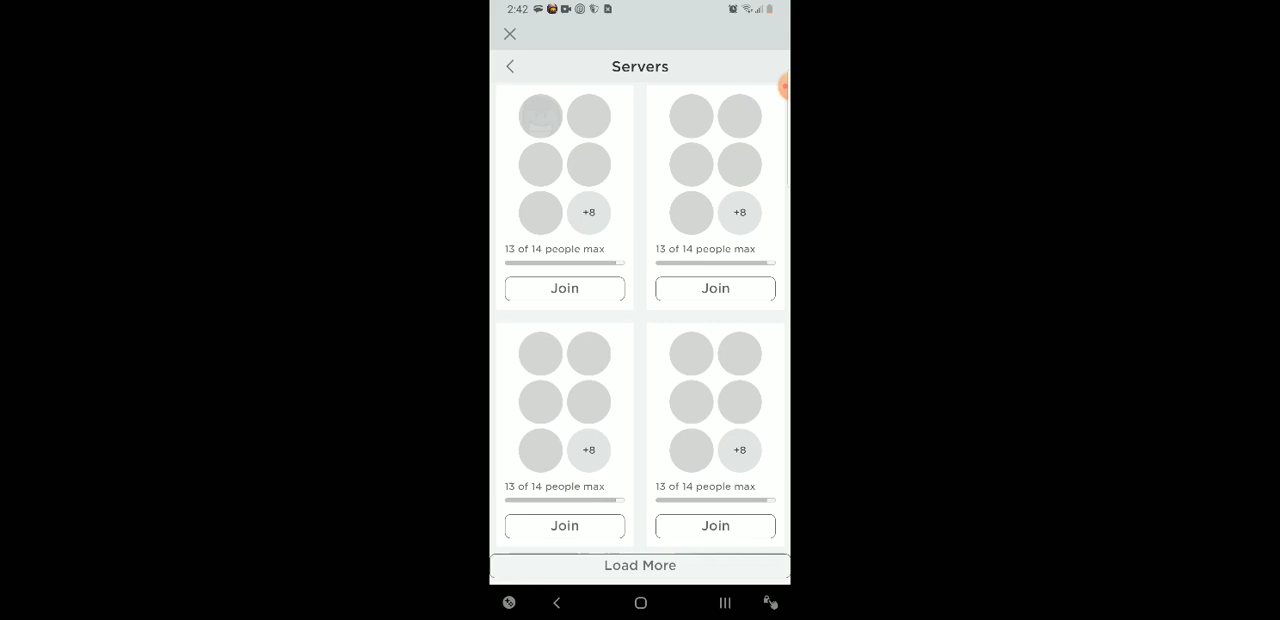 2:42
Servers
+8
+8
13 of 14 people max
13 of 14 people max
Join
Join
+8
+8
13 of 14 people max
13 of 14 people max
Join
Join
Load More